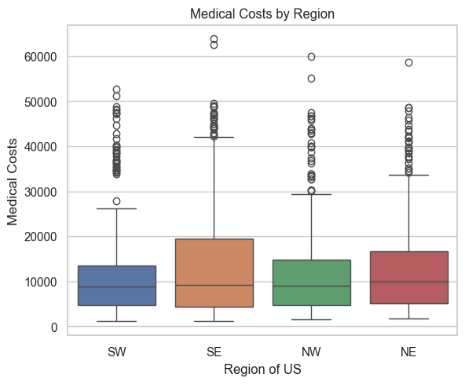 Medical Costs by Region
60000
50000
40000
30000
20000
10000
0
Medical Costs
SW SE NW NE
Region of US